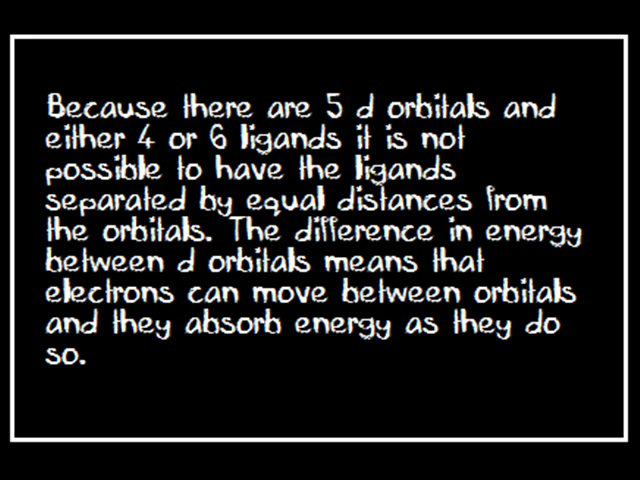 Because there are 5 d orbitals and
either 4 or 6 ligands it is not
possible to have the ligands
separated by equal distances from
the orbitals. The difference in energy
between d orbitals means that
electrons can move between orbitals
and they absorb energy as they do
so.